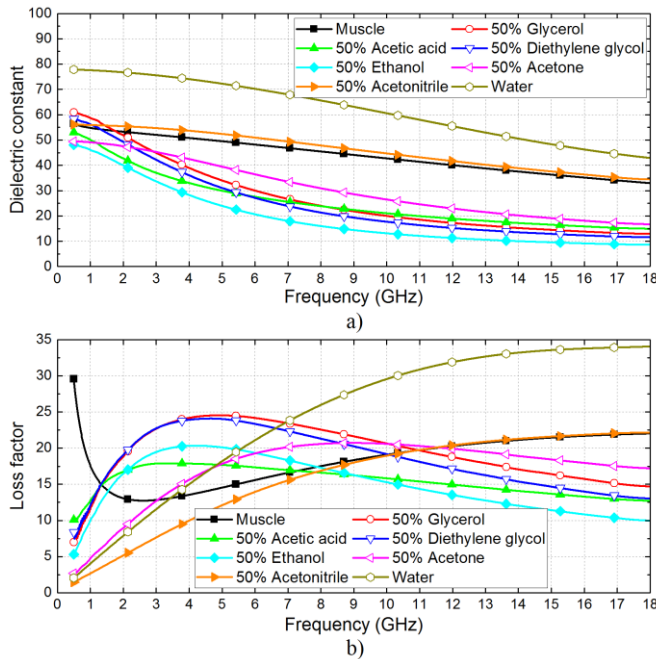 100
90
80
70
60
50
40
30
20
10
0
Dielectric constant
Muscle 50% Glycerol
50% Acetic acid 50% Diethylene glycol
50% Ethanol 50% Acetone
50% Acetonitrile Water
0 1 2 3 4 5 6 7 8 9 10 11 12 13 14 15 16 17 18
Frequency (GHz)
a)
35
30
25
20
15
10
5
0
Loss factor
Muscle 50% Glycerol
50% Acetic acid 50% Diethylene glycol
50% Ethanol 50% Acetone
50% Acetonitrile Water
0 1 2 3 4 5 6 7 8 9 10 11 12 13 14 15 16 17 18
Frequency (GHz)
b)